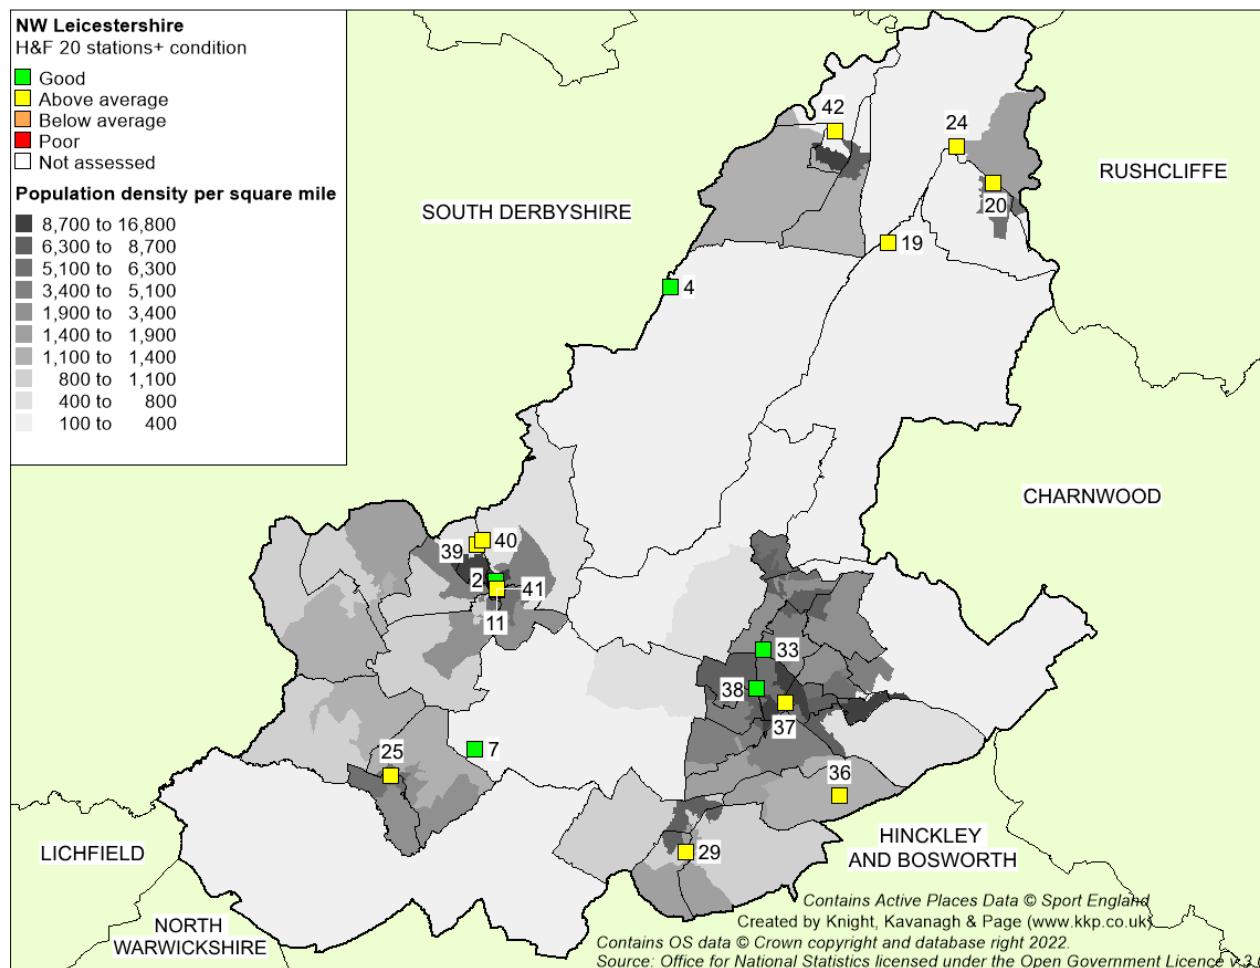 NW Leicestershire
H&F 20 stations+ condition
Good
Above average
Below average
Poor
Not assessed
Population density per square mile
8,700 to 16,800
6,300 to 8,700
5,100 to 6,300
3,400 to 5,100
1,900 to 3,400
1,400 to 1,900
1,100 to 1,400
800 to 1,100
400 to 800
100 to 400
42
24
RUSHCLIFFE
SOUTH DERBYSHIRE
20
19
4
CHARNWOOD
39
40
2
41
11
33
38
37
7
25
36
29
LICHFIELD
HINCKLEY
AND BOSWORTH
NORTH
WARWICKSHIRE
Contains Active Places Data © Sport England
Created by Knight, Kavanagh & Page (www.kkp.co.uk)
Contains OS data © Crown copyright and database right 2022.
Source: Office for National Statistics licensed under the Open Government Licence v.3.